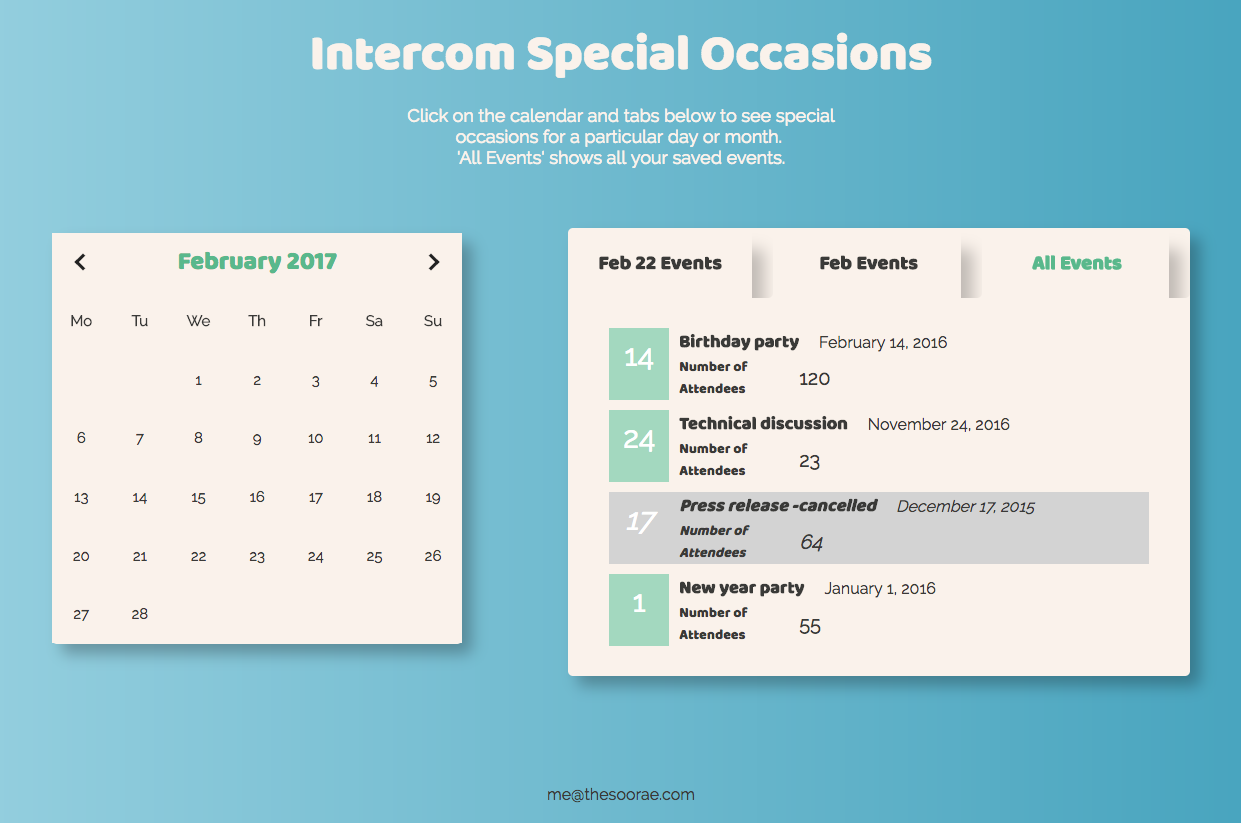 Intercom Special Occasions
Click on the calendar and tabs below to see special
occasions for a particular day or month.
'All Events' shows all your saved events.
February 2017
Mo Tu We Th Fr Sa Su
1 2 3 4 5
6 7 8 9 10 11 12
13 14 15 16 17 18 19
20 21 22 23 24 25 26
27 28
Feb 22 Events Feb Events All Events
14 Birthday party February 14, 2016
Number of
Attendees 120
24 Technical discussion November 24, 2016
Number of
Attendees 23
17 Press release -cancelled December 17, 2015
Number of
Attendees 64
1 New year party January 1, 2016
Number of
Attendees 55
me@thesoorae.com